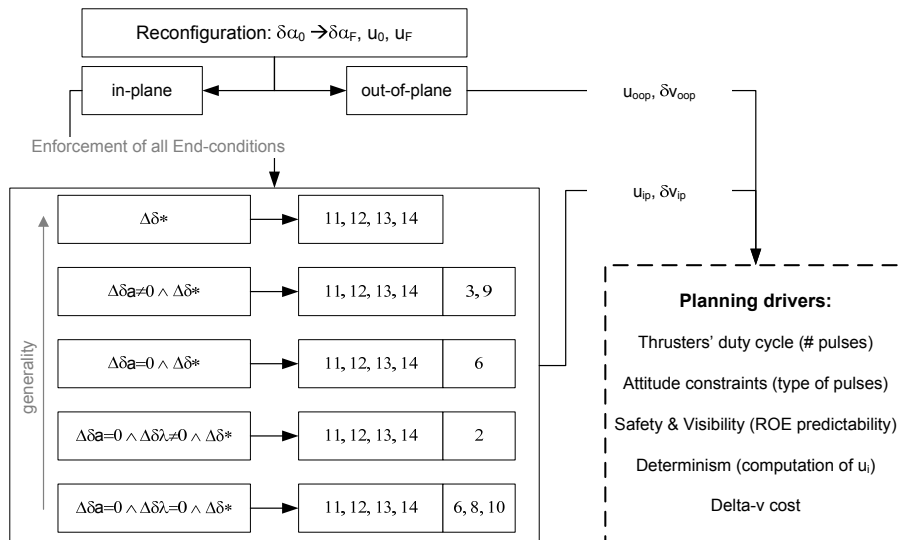 Reconfiguration: δα₀ →δα_F, u₀, u_F
in-plane
out-of-plane
u_oop, δv_oop
Enforcement of all End-conditions
u_ip, δv_ip
generality
Δδ*
11, 12, 13, 14
Δδa≠0 ∧ Δδ*
11, 12, 13, 14
3, 9
Δδa=0 ∧ Δδ*
11, 12, 13, 14
6
Δδa=0 ∧ Δδλ≠0 ∧ Δδ*
11, 12, 13, 14
2
Δδa=0 ∧ Δδλ=0 ∧ Δδ*
11, 12, 13, 14
6, 8, 10
Planning drivers:
Thrusters' duty cycle (# pulses)
Attitude constraints (type of pulses)
Safety & Visibility (ROE predictability)
Determinism (computation of u_i)
Delta-v cost